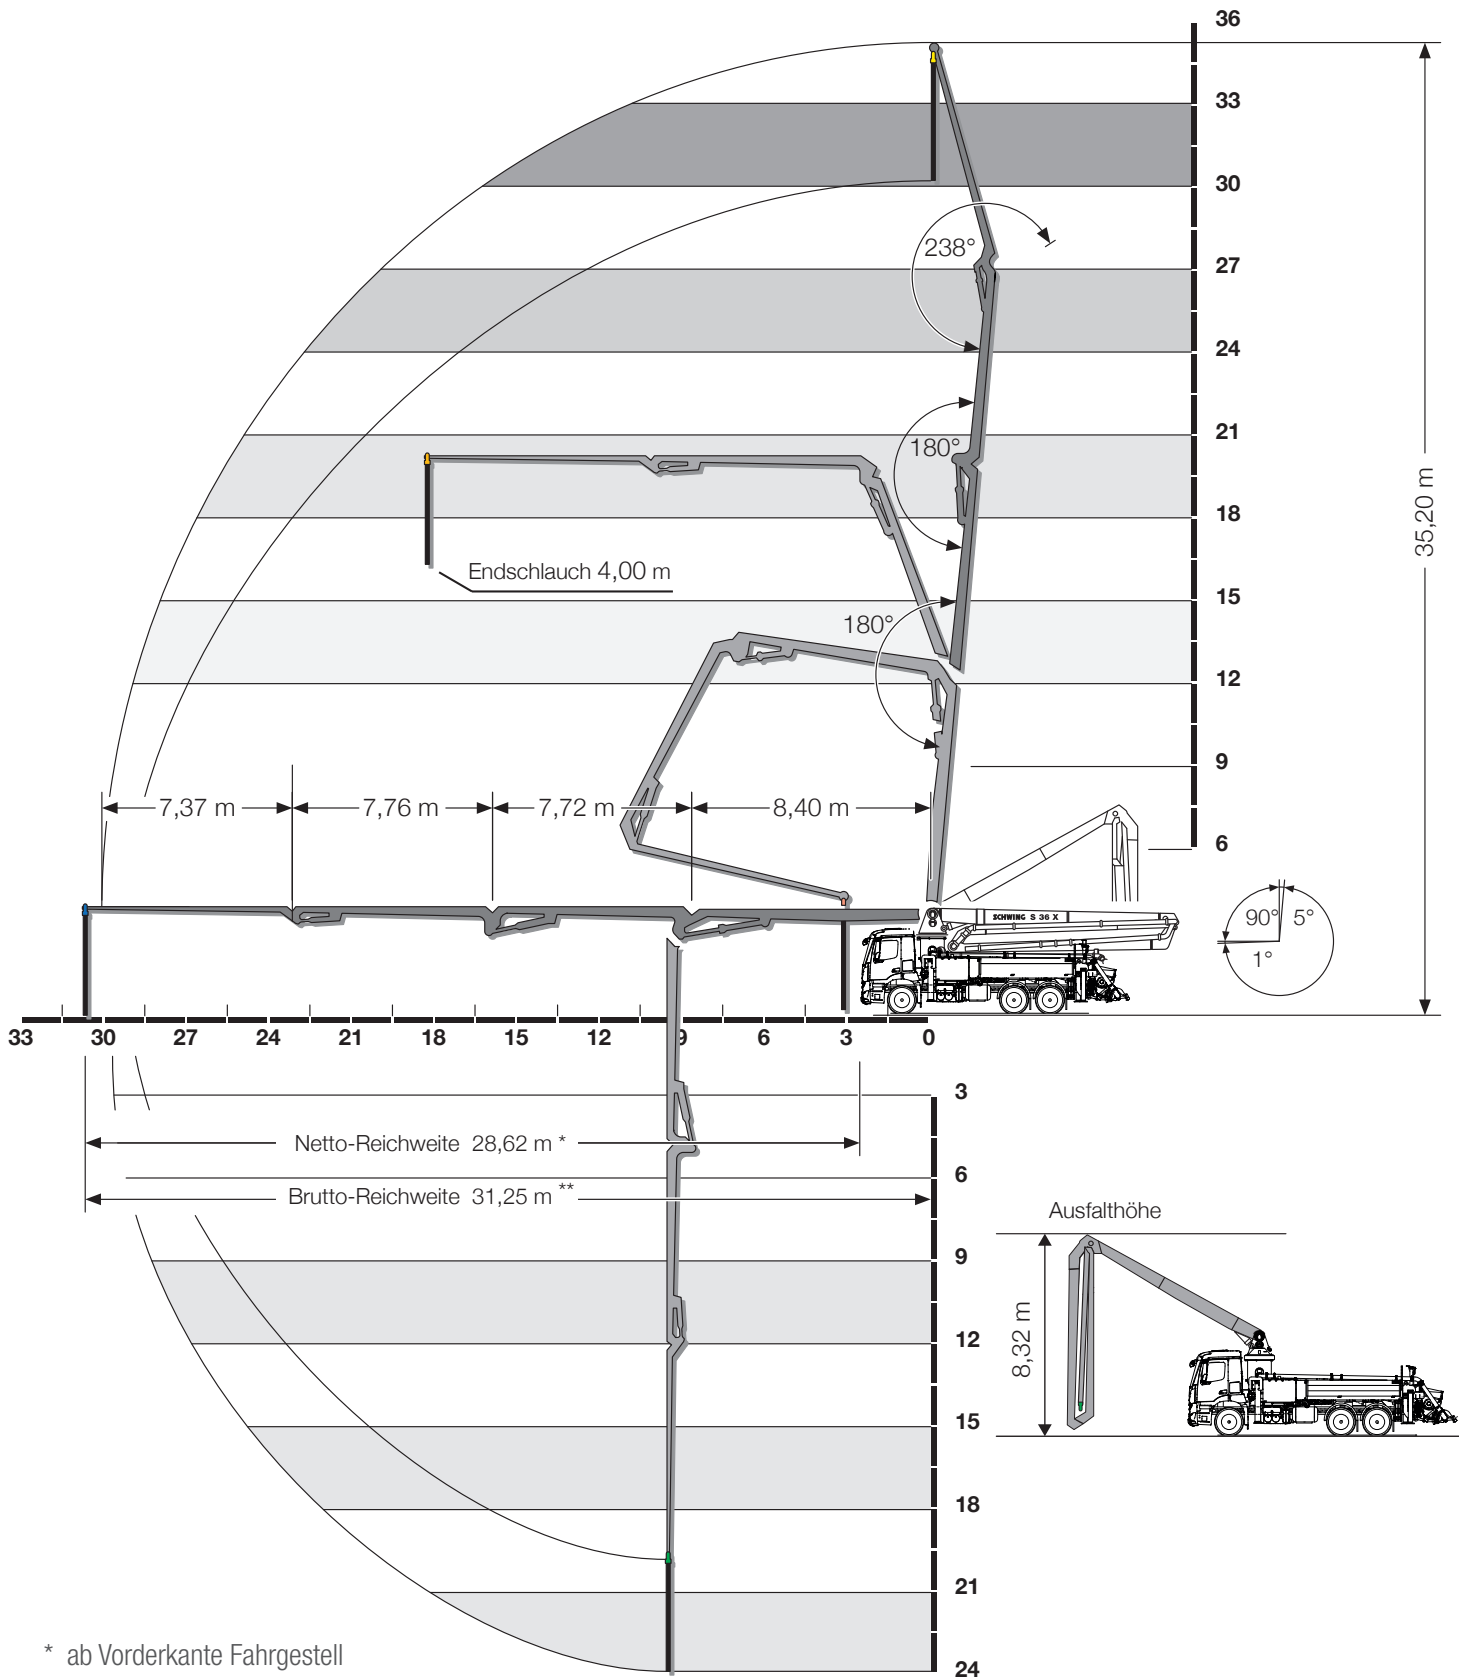 36
33
30
238°
27
24
21
180°
18
35,20 m
Endschlauch 4,00 m
15
180°
12
9
7,37 m
7,76 m
7,72 m
8,40 m
6
SCHWING S 36 X
90° 5°
1°
33 30 27 24 21 18 15 12 9 6 3 0
3
Netto-Reichweite 28,62 m *
6
Brutto-Reichweite 31,25 m **
Ausfalthöhe
9
8,32 m
12
15
18
21
* ab Vorderkante Fahrgestell
24